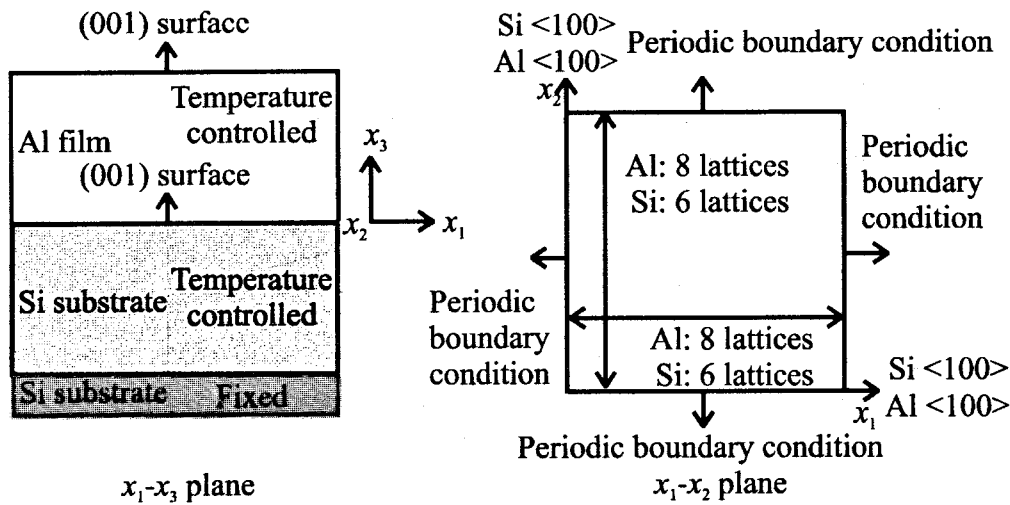 (001) surface
Temperature
controlled
Al film
(001) surface
x3
x2
x1
Si substrate
Temperature
controlled
Si substrate Fixed
x1-x3 plane
Si <100>
Al <100>
Periodic boundary condition
x2
Al: 8 lattices
Si: 6 lattices
Periodic
boundary
condition
Periodic
boundary
condition
Al: 8 lattices
Si: 6 lattices
Si <100>
x1 Al <100>
Periodic boundary condition
x1-x2 plane